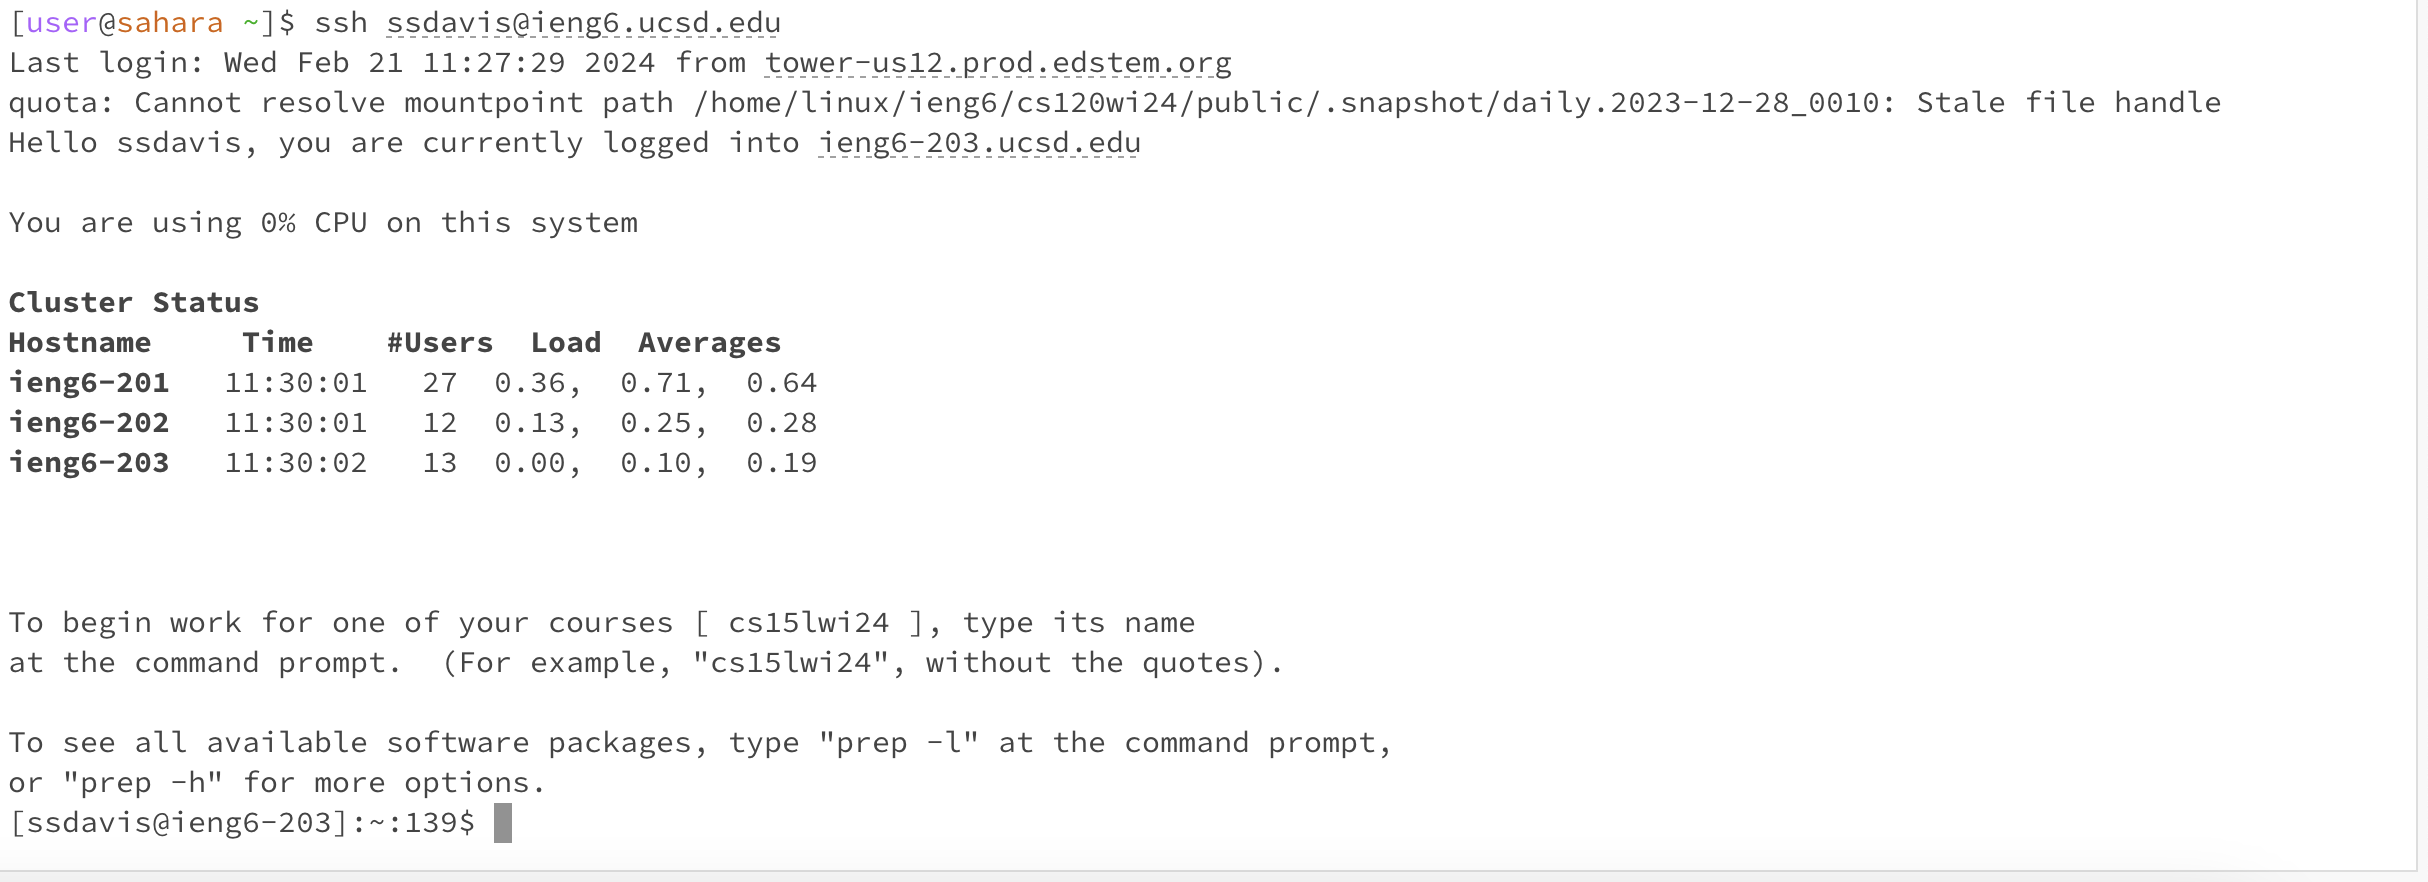 [user@sahara ~]$ ssh ssdavis@ieng6.ucsd.edu
Last login: Wed Feb 21 11:27:29 2024 from tower-us12.prod.edstem.org
quota: Cannot resolve mountpoint path /home/linux/ieng6/cs120wi24/public/.snapshot/daily.2023-12-28_0010: Stale file handle
Hello ssdavis, you are currently logged into ieng6-203.ucsd.edu
You are using 0% CPU on this system
Cluster Status
Hostname     Time    #Users  Load  Averages
ieng6-201   11:30:01   27  0.36,  0.71,  0.64
ieng6-202   11:30:01   12  0.13,  0.25,  0.28
ieng6-203   11:30:02   13  0.00,  0.10,  0.19
To begin work for one of your courses [ cs15lwi24 ], type its name
at the command prompt.  (For example, "cs15lwi24", without the quotes).
To see all available software packages, type "prep -l" at the command prompt,
or "prep -h" for more options.
[ssdavis@ieng6-203]:~:139$